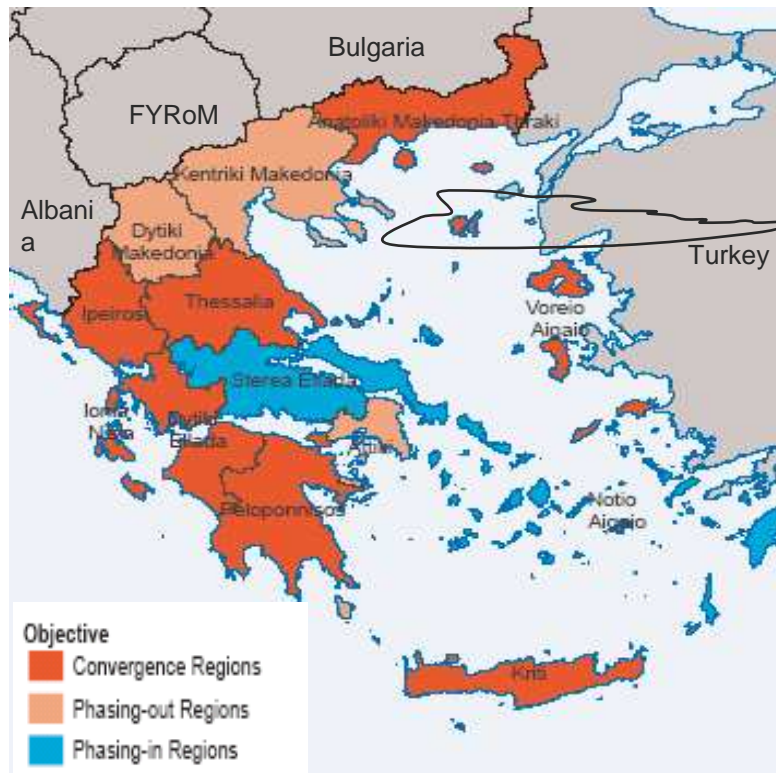 Bulgaria
FYRoM
Anatoliki Makedonia Thraki
Kentriki Makedonia
Albani
a
Dytiki
Makedonia
Turkey
Ipeiros
Thessalia
Voreio
Aigaio
Sterea Ellada
Ionia
Nisia
Dytiki
Ellada
Attiki
Notio
Aigaio
Peloponnisos
Kriti
Objective
Convergence Regions
Phasing-out Regions
Phasing-in Regions